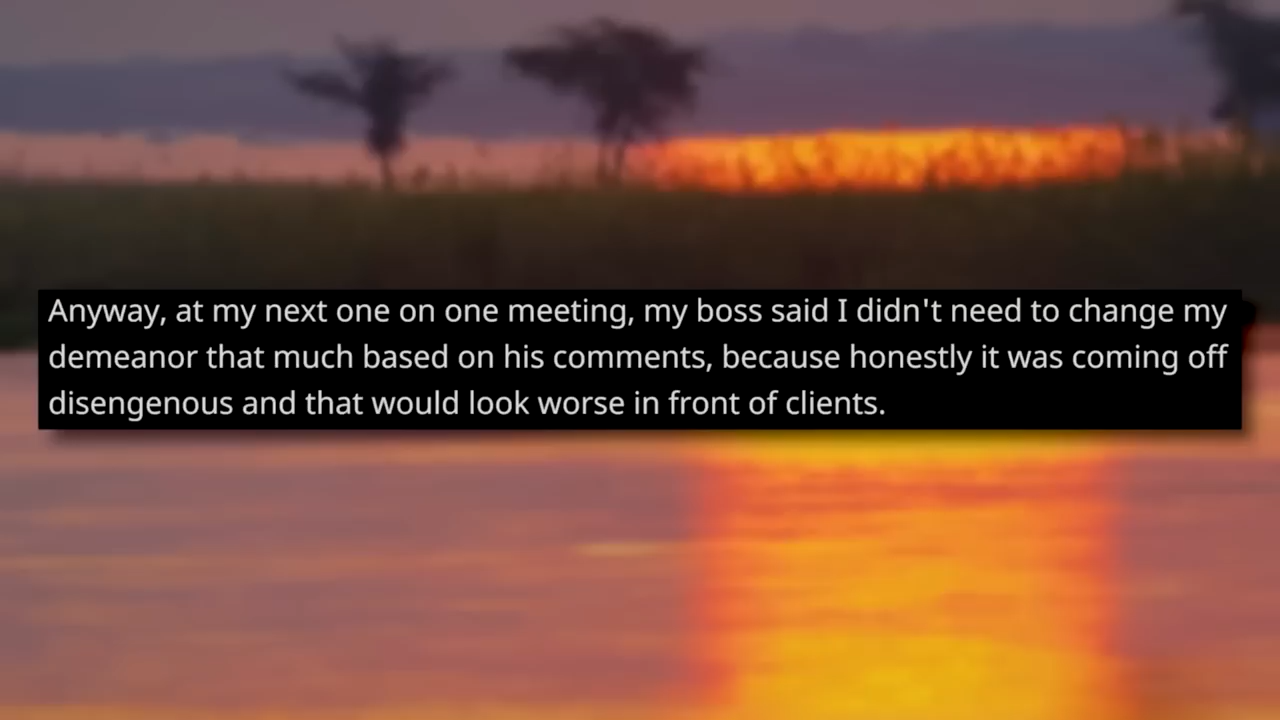 Anyway, at my next one on one meeting, my boss said I didn't need to change my
demeanor that much based on his comments, because honestly it was coming off
disengenous and that would look worse in front of clients.